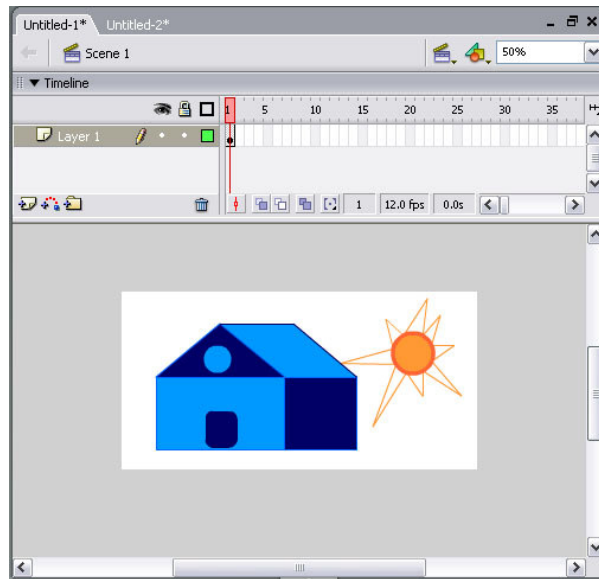 Untitled-1* Untitled-2*
Scene 1 50%
Timeline
1 5 10 15 20 25 30 35
Layer 1
1 12.0 fps 0.0s